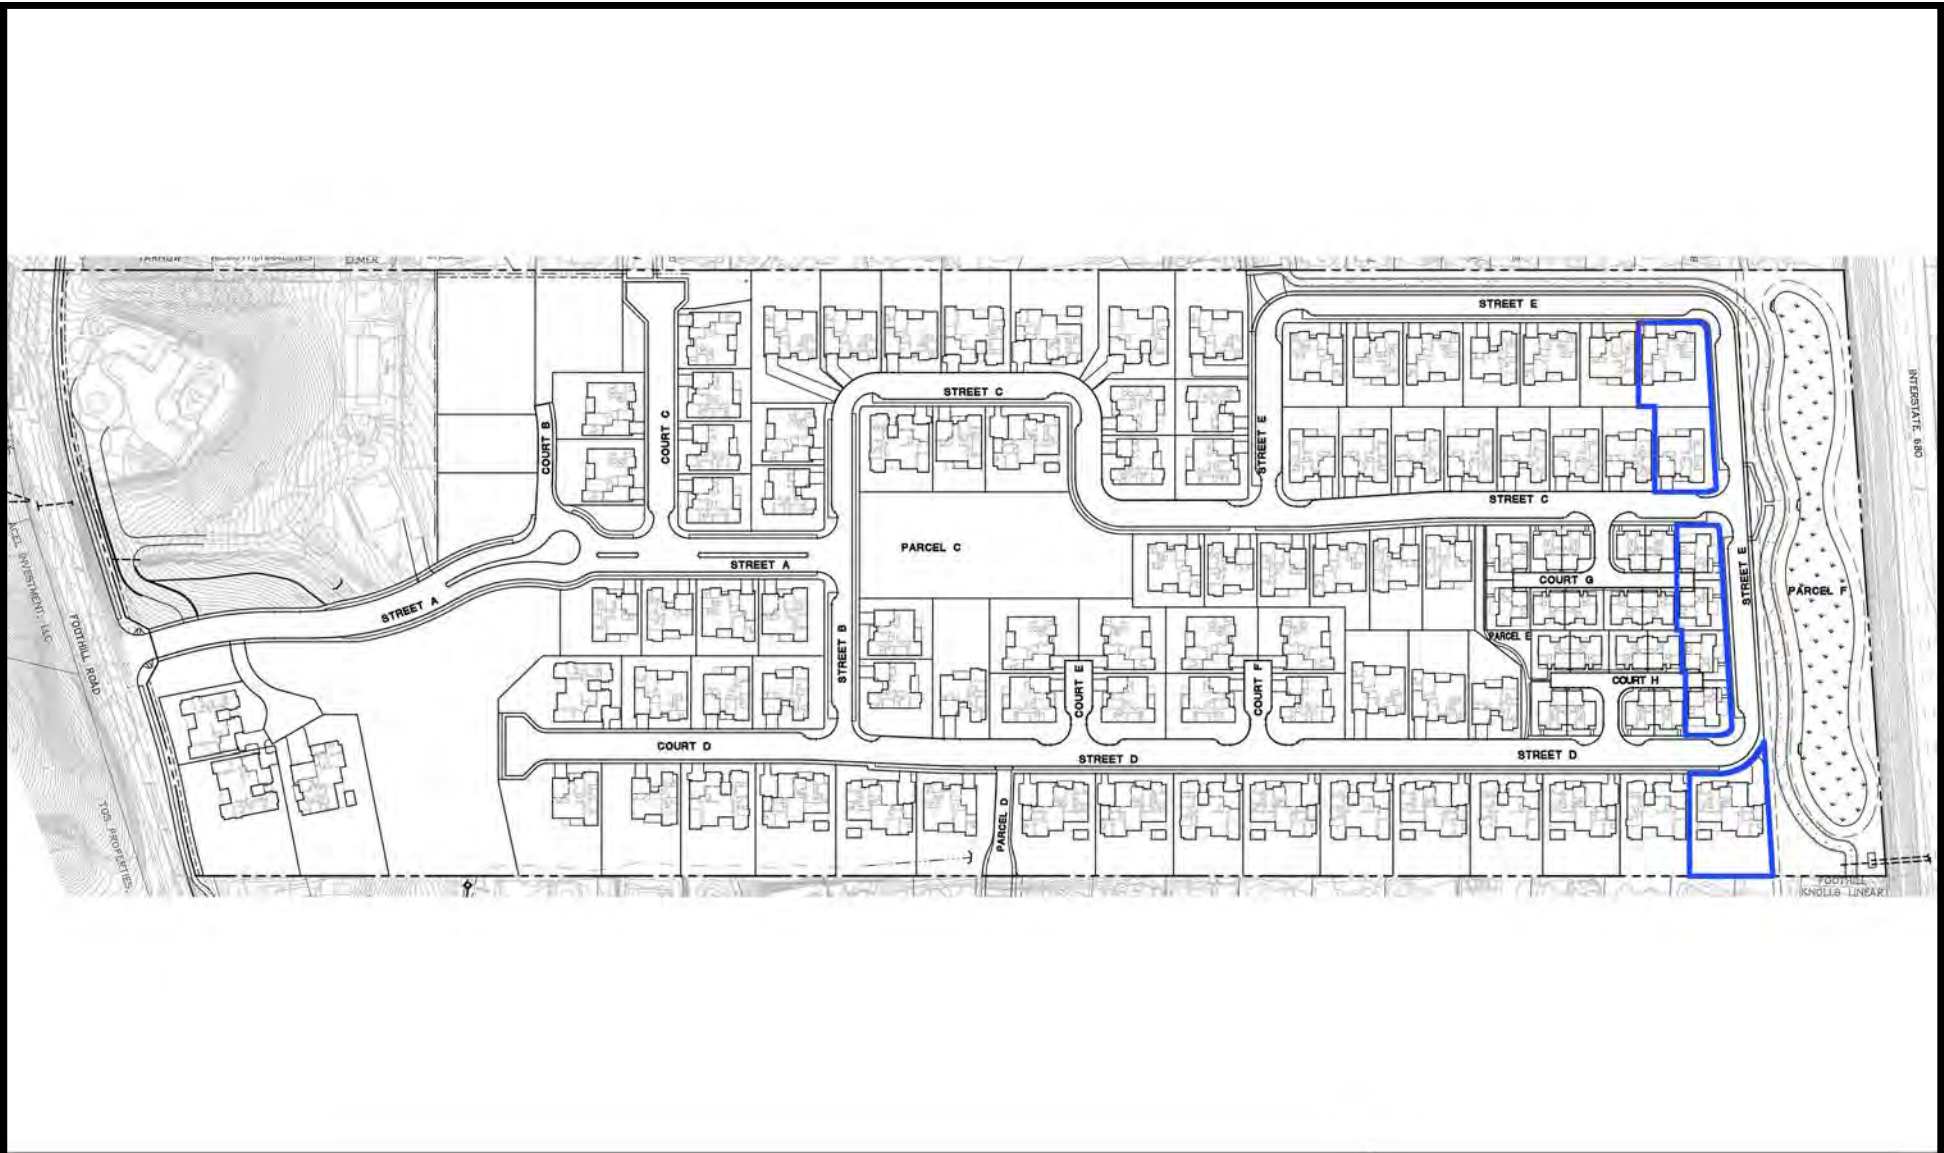 ELMER
STREET E
INTERSTATE 680
STREET C
COURT C
COURT B
STREET E
STREET C
PARCEL C
STREET A
COURT G
STREET E
PARCEL F
STREET A
PARCEL E
STREET B
COURT H
COURT E
COURT F
FOOTHILL ROAD
COURT D
STREET D
STREET D
PARCEL D
TOS PROPERTIES,
FOOTHILL
KNOLLS LINEAR